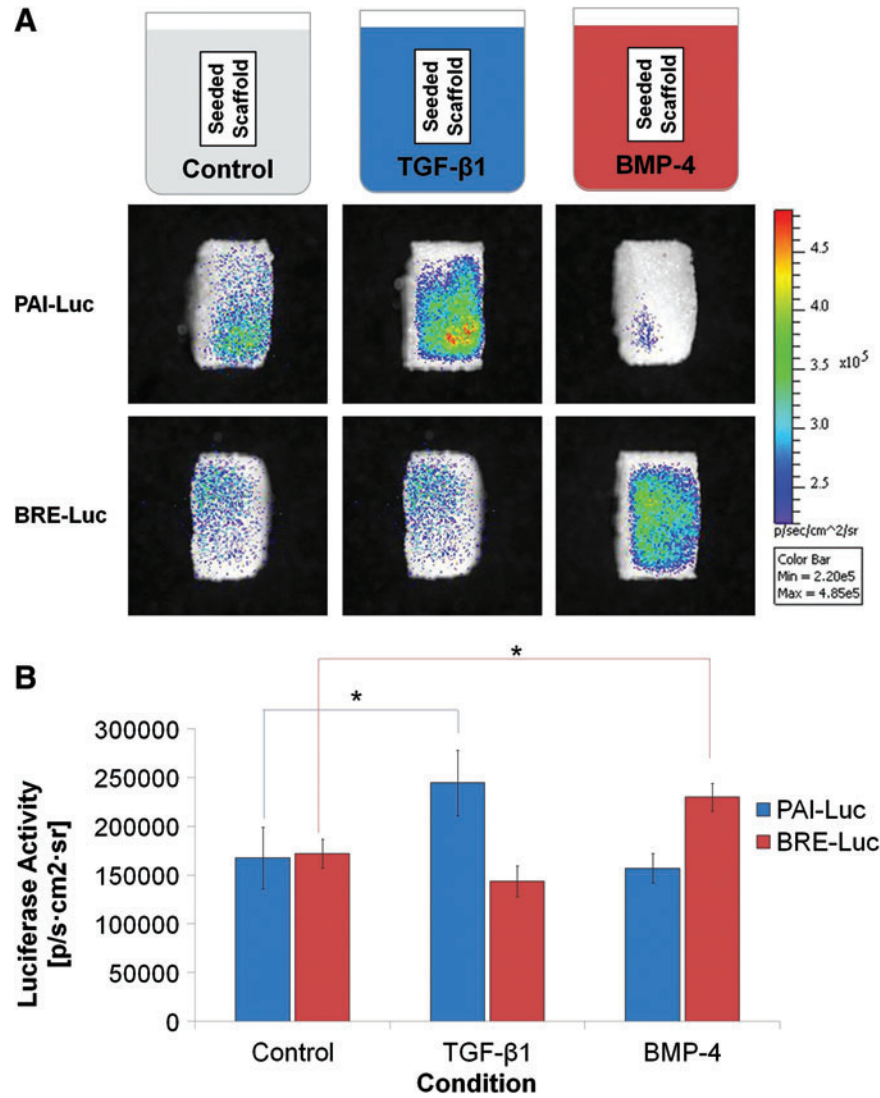 A
Seeded
Scaffold
Control
Seeded
Scaffold
TGF-β1
Seeded
Scaffold
BMP-4
PAI-Luc
BRE-Luc
4.5
4.0
3.5
x10⁵
3.0
2.5
p/sec/cm^2/sr
Color Bar
Min = 2.20e5
Max = 4.85e5
B
*
*
Luciferase Activity
[p/s·cm2·sr]
300000
250000
200000
150000
100000
50000
0
PAI-Luc
BRE-Luc
Control
TGF-β1
BMP-4
Condition